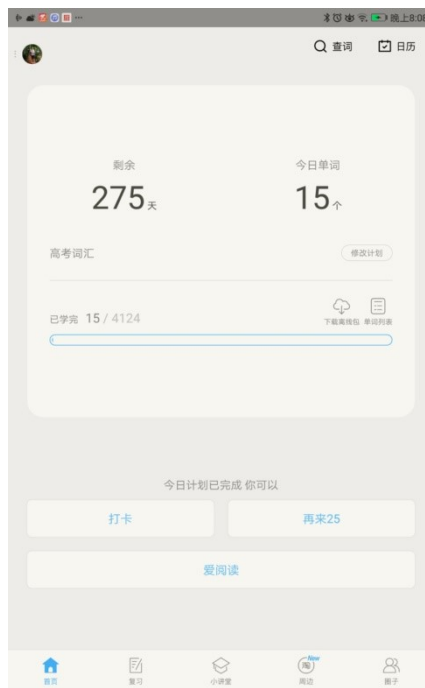 晚上8:08
查词 日历
剩余 今日单词
275天 15个
高考词汇 修改计划
已学完 15 / 4124 下载离线包 单词列表
今日计划已完成 你可以
打卡 再来25
爱阅读
New
淘
首页 复习 小讲堂 周边 圈子